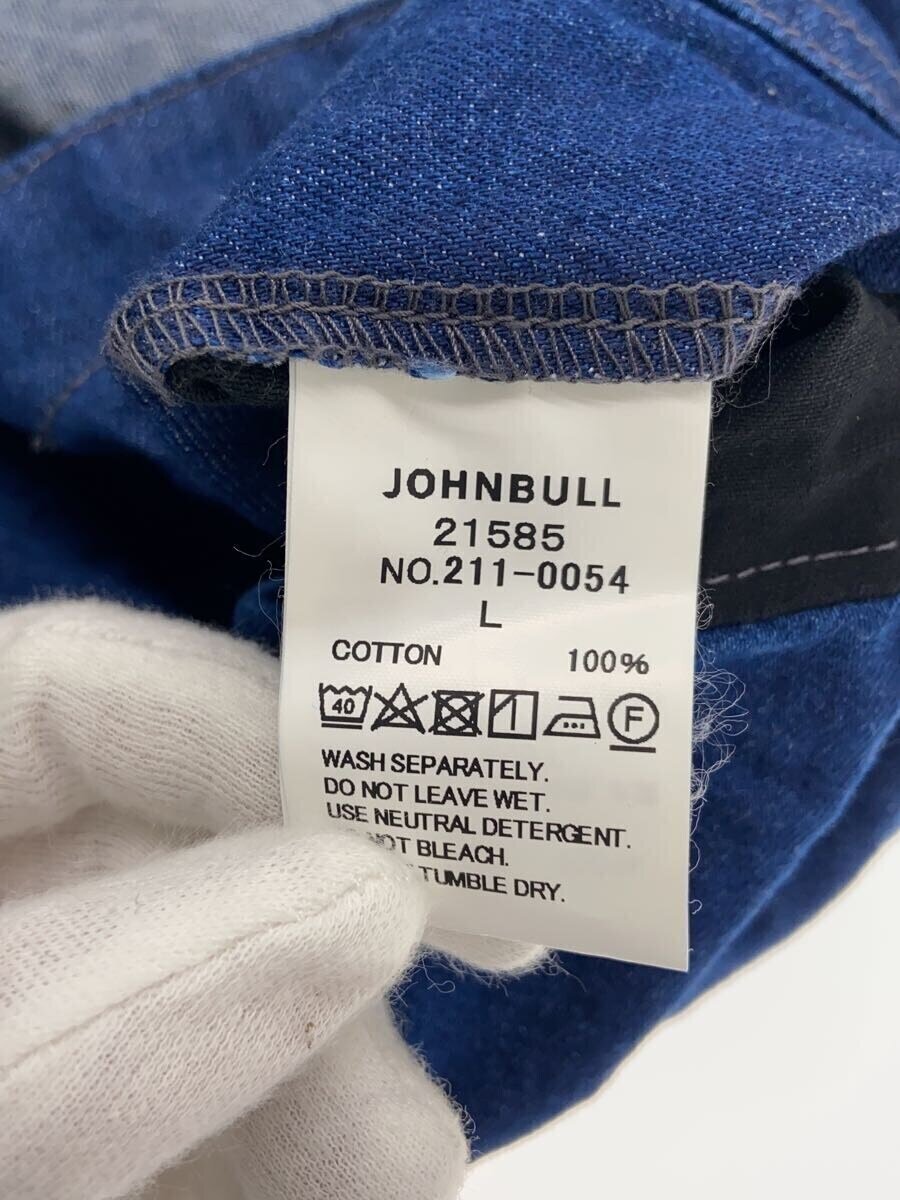 JOHNBULL
21585
NO.211-0054
L
COTTON 100%
40 F
WASH SEPARATELY.
DO NOT LEAVE WET.
USE NEUTRAL DETERGENT.
BLEACH.
TUMBLE DRY.